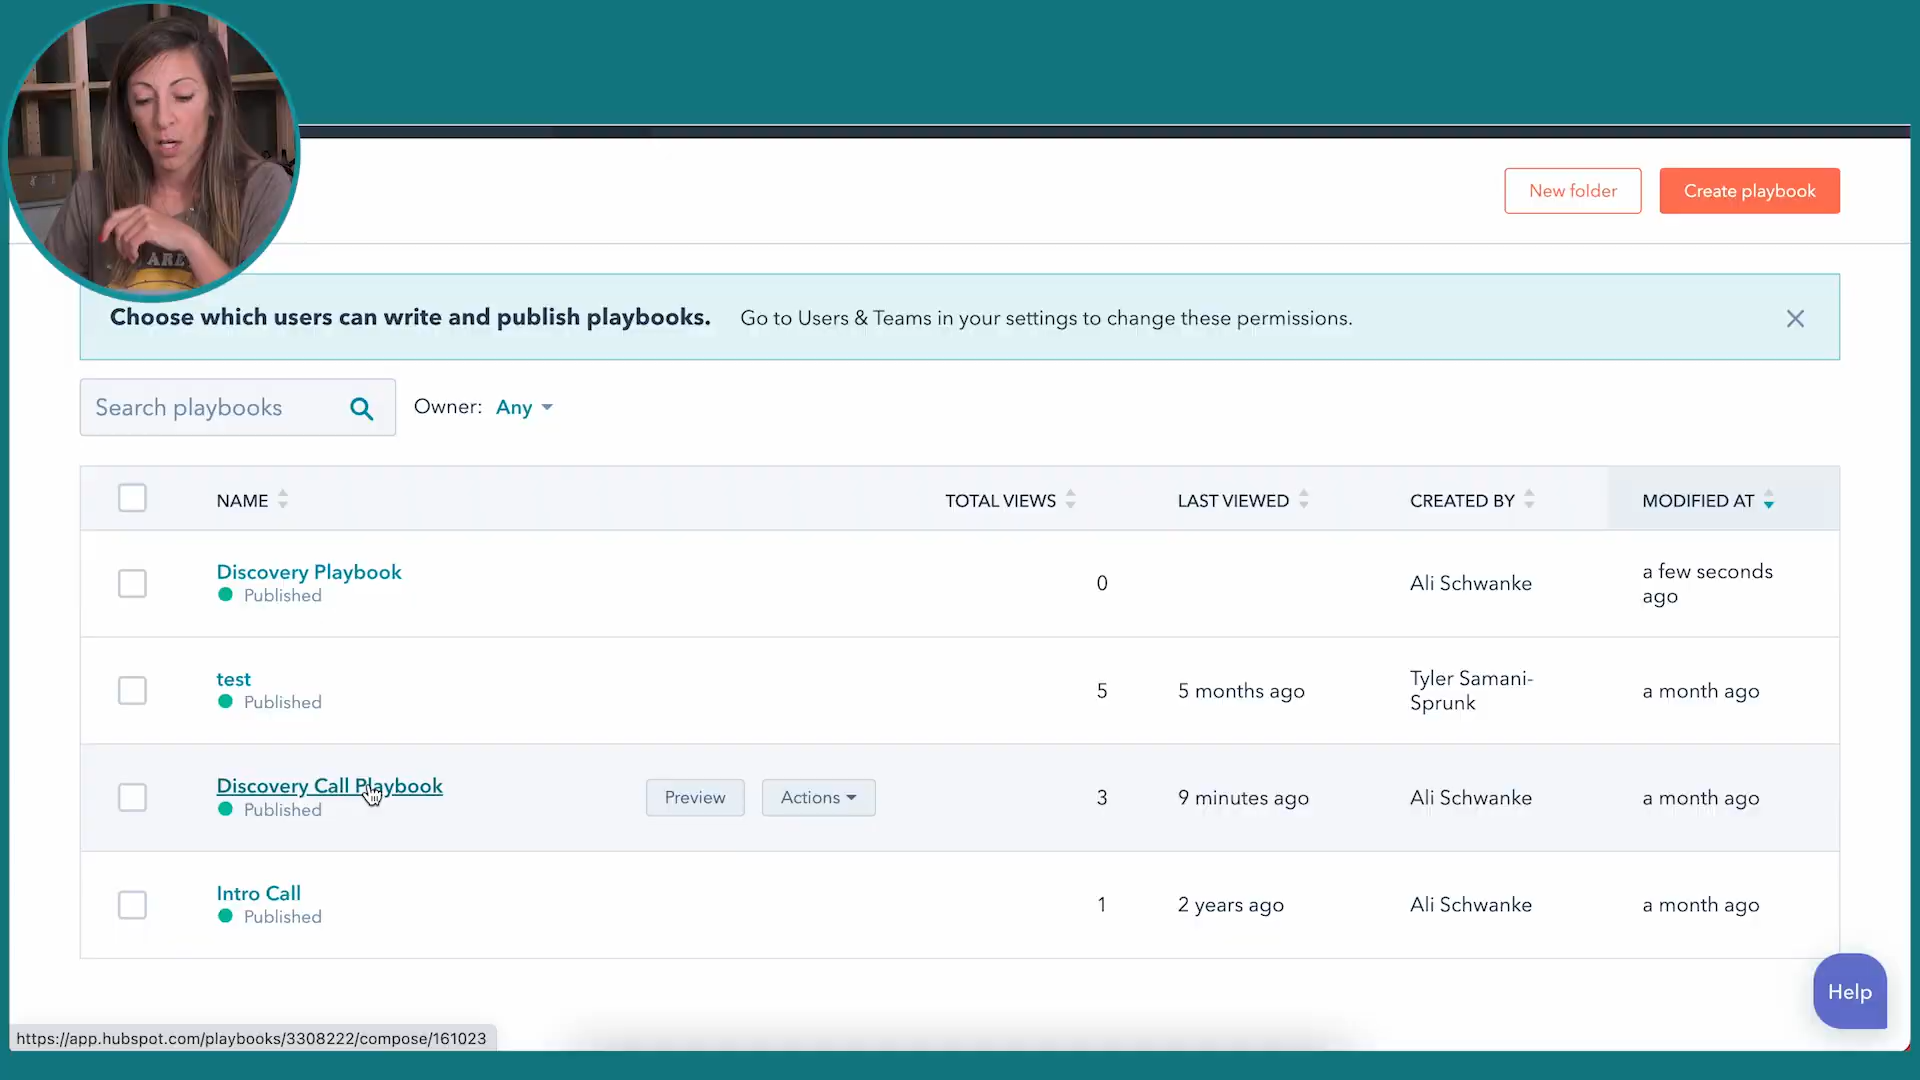 ARE
New folder
Create playbook
Choose which users can write and publish playbooks. Go to Users & Teams in your settings to change these permissions.
Search playbooks
Owner: Any
NAME TOTAL VIEWS LAST VIEWED CREATED BY MODIFIED AT
Discovery Playbook
Published
0
Ali Schwanke
a few seconds
ago
test
Published
5
5 months ago
Tyler Samani-
Sprunk
a month ago
Discovery Call Playbook
Published
Preview
Actions
3
9 minutes ago
Ali Schwanke
a month ago
Intro Call
Published
1
2 years ago
Ali Schwanke
a month ago
Help
https://app.hubspot.com/playbooks/3308222/compose/161023